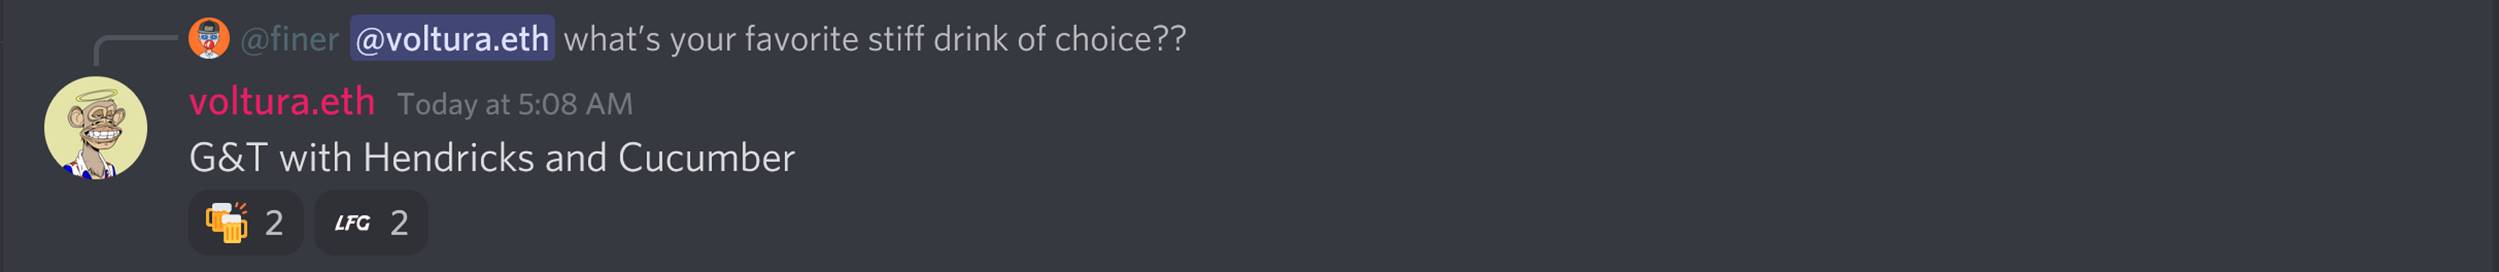 @finer @voltura.eth what's your favorite stiff drink of choice??
voltura.eth Today at 5:08 AM
G&T with Hendricks and Cucumber
2 LFG 2